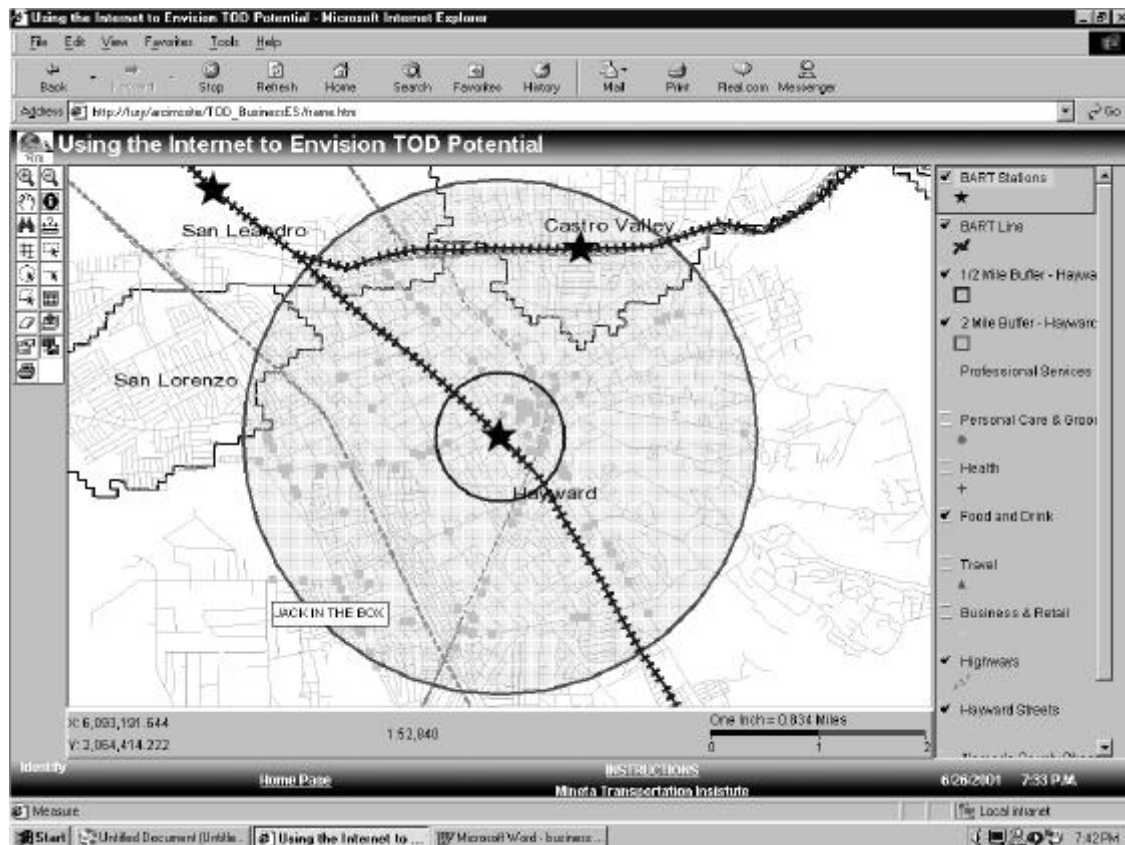 Using the Internet to Envision TOD Potential - Microsoft Internet Explorer
File Edit View Favorites Tools Help
Back Stop Refresh Home Search Favorites History Mail Print Real.com Messenger
Address http://lury/arcimssite/TOD_BusinessES/frame.htm Go
Using the Internet to Envision TOD Potential
BART Stations
BART Line
1/2 Mile Buffer - Haywa
2 Mile Buffer - Hayward
Professional Services
Personal Care & Groo
Health
Food and Drink
Travel
Business & Retail
Highways
Hayward Streets
San Leandro
Castro Valley
San Lorenzo
Hayward
JACK IN THE BOX
X: 6,093,191.644
Y: 2,064,414.222
1:52,840
One Inch = 0.834 Miles
0 1 2
Identify
Home Page
INSTRUCTIONS
Mineta Transportation Insistute
6/26/2001 7:33 P.M.
Measure
Local intranet
Start Untitled Document (Untitle... Using the Internet to ... Microsoft Word - business... 7:42 PM